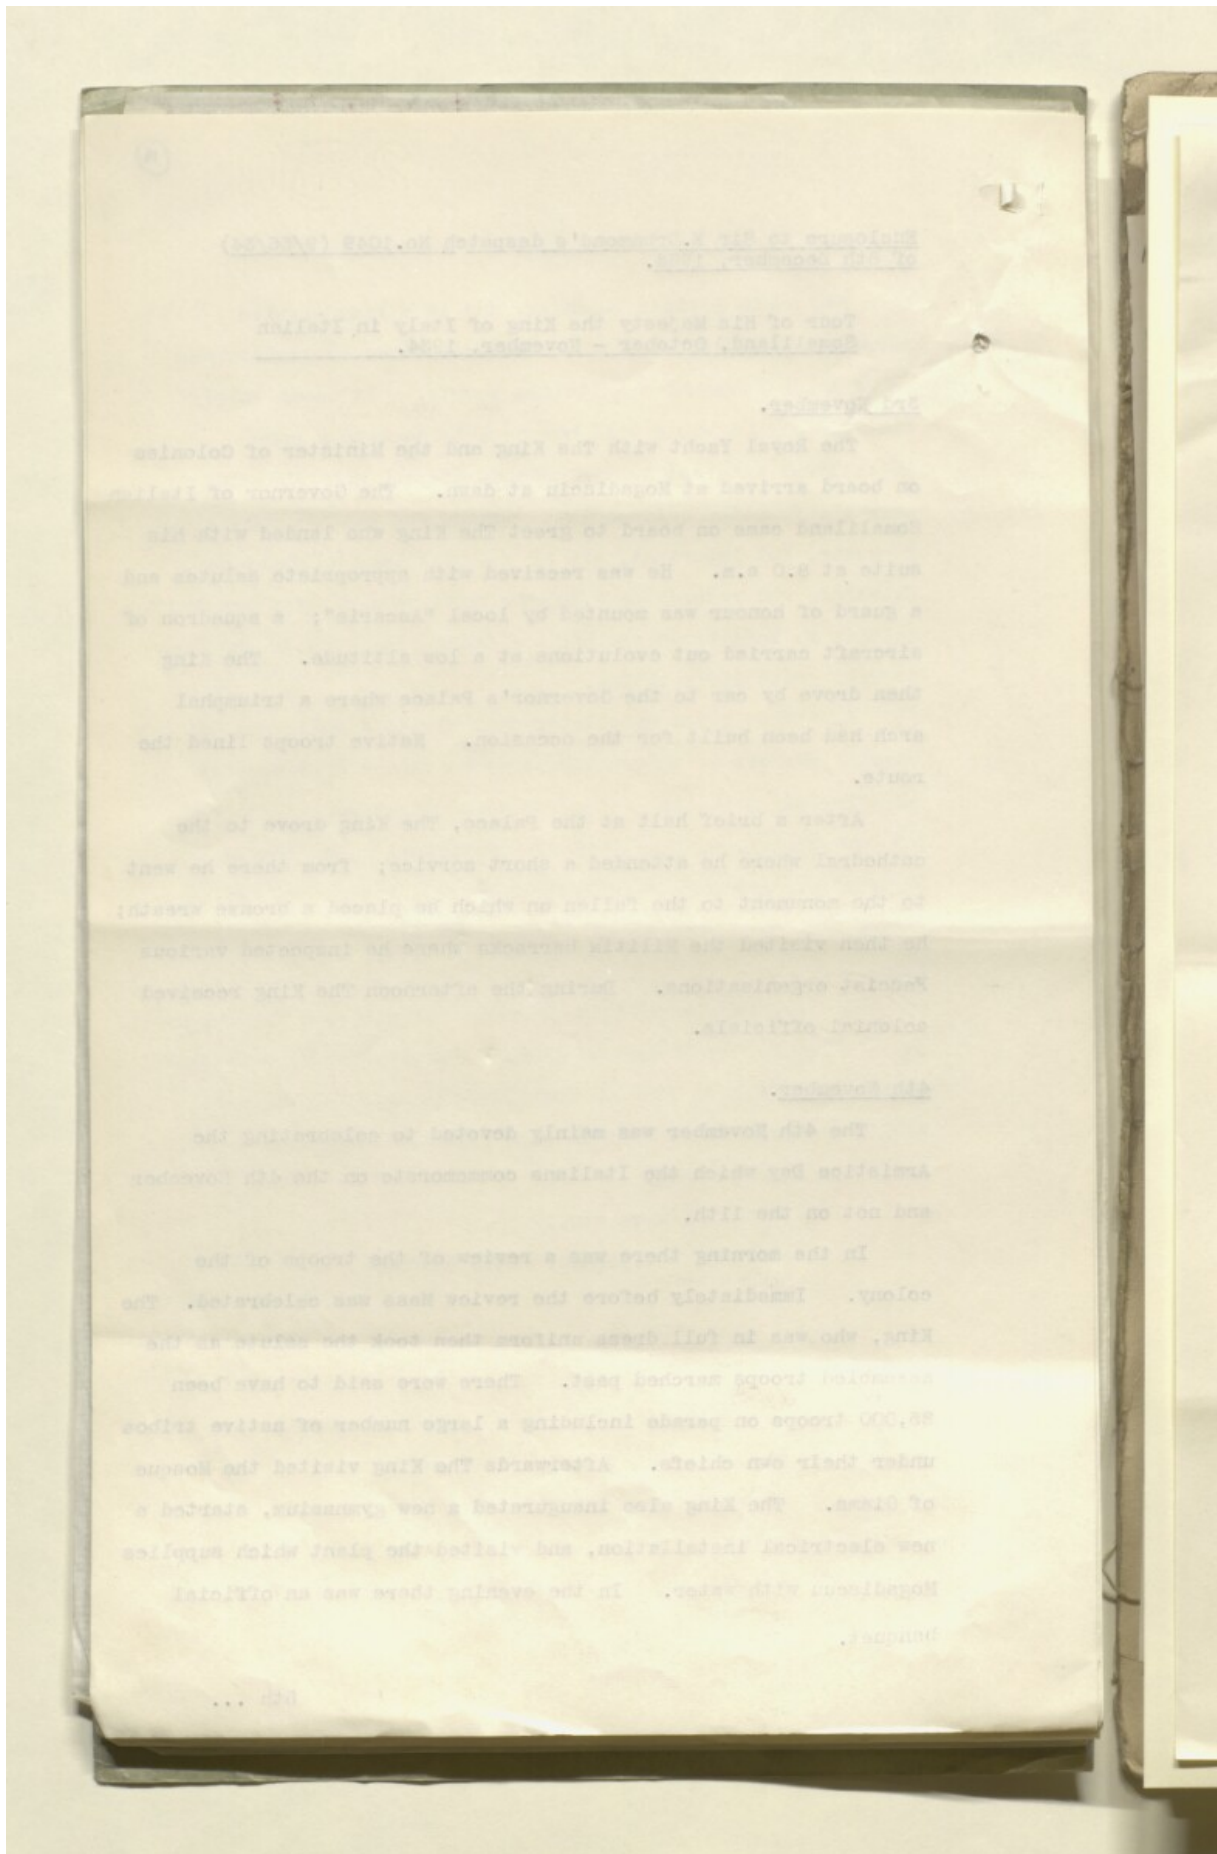 Enclosure to Sir E. Drummond's despatch No. 1049
of 8th December, 1934.
Tour of His Majesty the King of Italy in Italian
Somaliland, October - November, 1934.
3rd November.
The Royal Yacht with The King and the Minister of Colonies
on board arrived at Mogadiscio at dawn. The Governor of Italian
Somaliland came on board to greet The King who landed with his
suite at 8.0 a.m. He was received with appropriate salutes and
a guard of honour was mounted by local "Ascaris"; a squadron of
aircraft carried out evolutions at a low altitude. The King
then drove by car to the Governor's Palace where a triumphal
arch had been built for the occasion. Native troops lined the
route.
After a brief halt at the Palace, The King drove to the
cathedral where he attended a short service; from there he went
to the monument to the fallen on which he placed a bronze wreath;
he then visited the Militia barracks where he inspected various
Fascist organisations. During the afternoon The King received
colonial officials.
4th November.
The 4th November was mainly devoted to celebrating the
Armistice Day which the Italians commemorate on the 4th November
and not on the 11th.
In the morning there was a review of the troops of the
colony. Immediately before the review Mass was celebrated. The
King, who was in full dress uniform then took the salute as the
assembled troops marched past. There were said to have been
troops on parade including a large number of native tribes
under their own chiefs. Afterwards The King visited the Mosque
of Giama. The King also inaugurated a new gymnasium, started a
new electrical installation, and visited the plant which supplies
Mogadiscio with water. In the evening there was an official
banquet.
5th ...